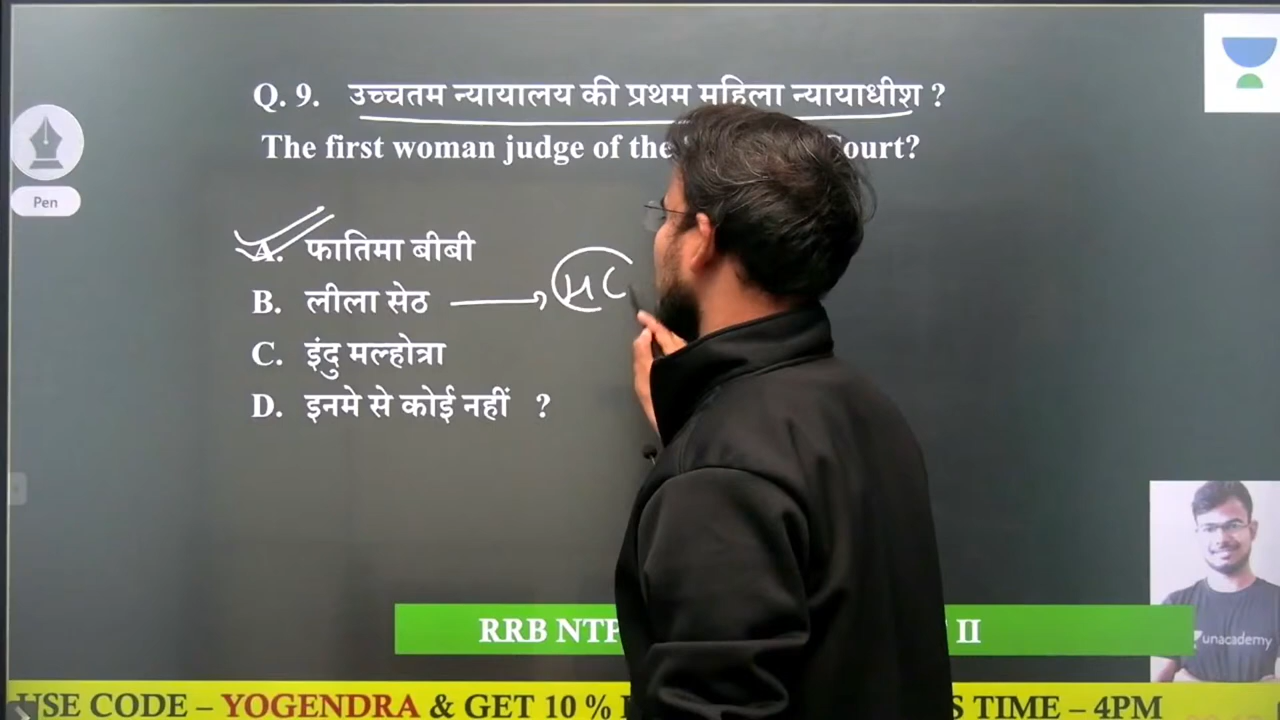 Q. 9. उच्चतम न्यायालय की प्रथम महिला न्यायाधीश ?
The first woman judge of the Court?
Pen
A. फातिमा बीबी
B. लीला सेठ
HC
C. इंदु मल्होत्रा
D. इनमे से कोई नहीं ?
RRB NTP II
unacademy
USE CODE – YOGENDRA & GET 10 % S TIME – 4PM